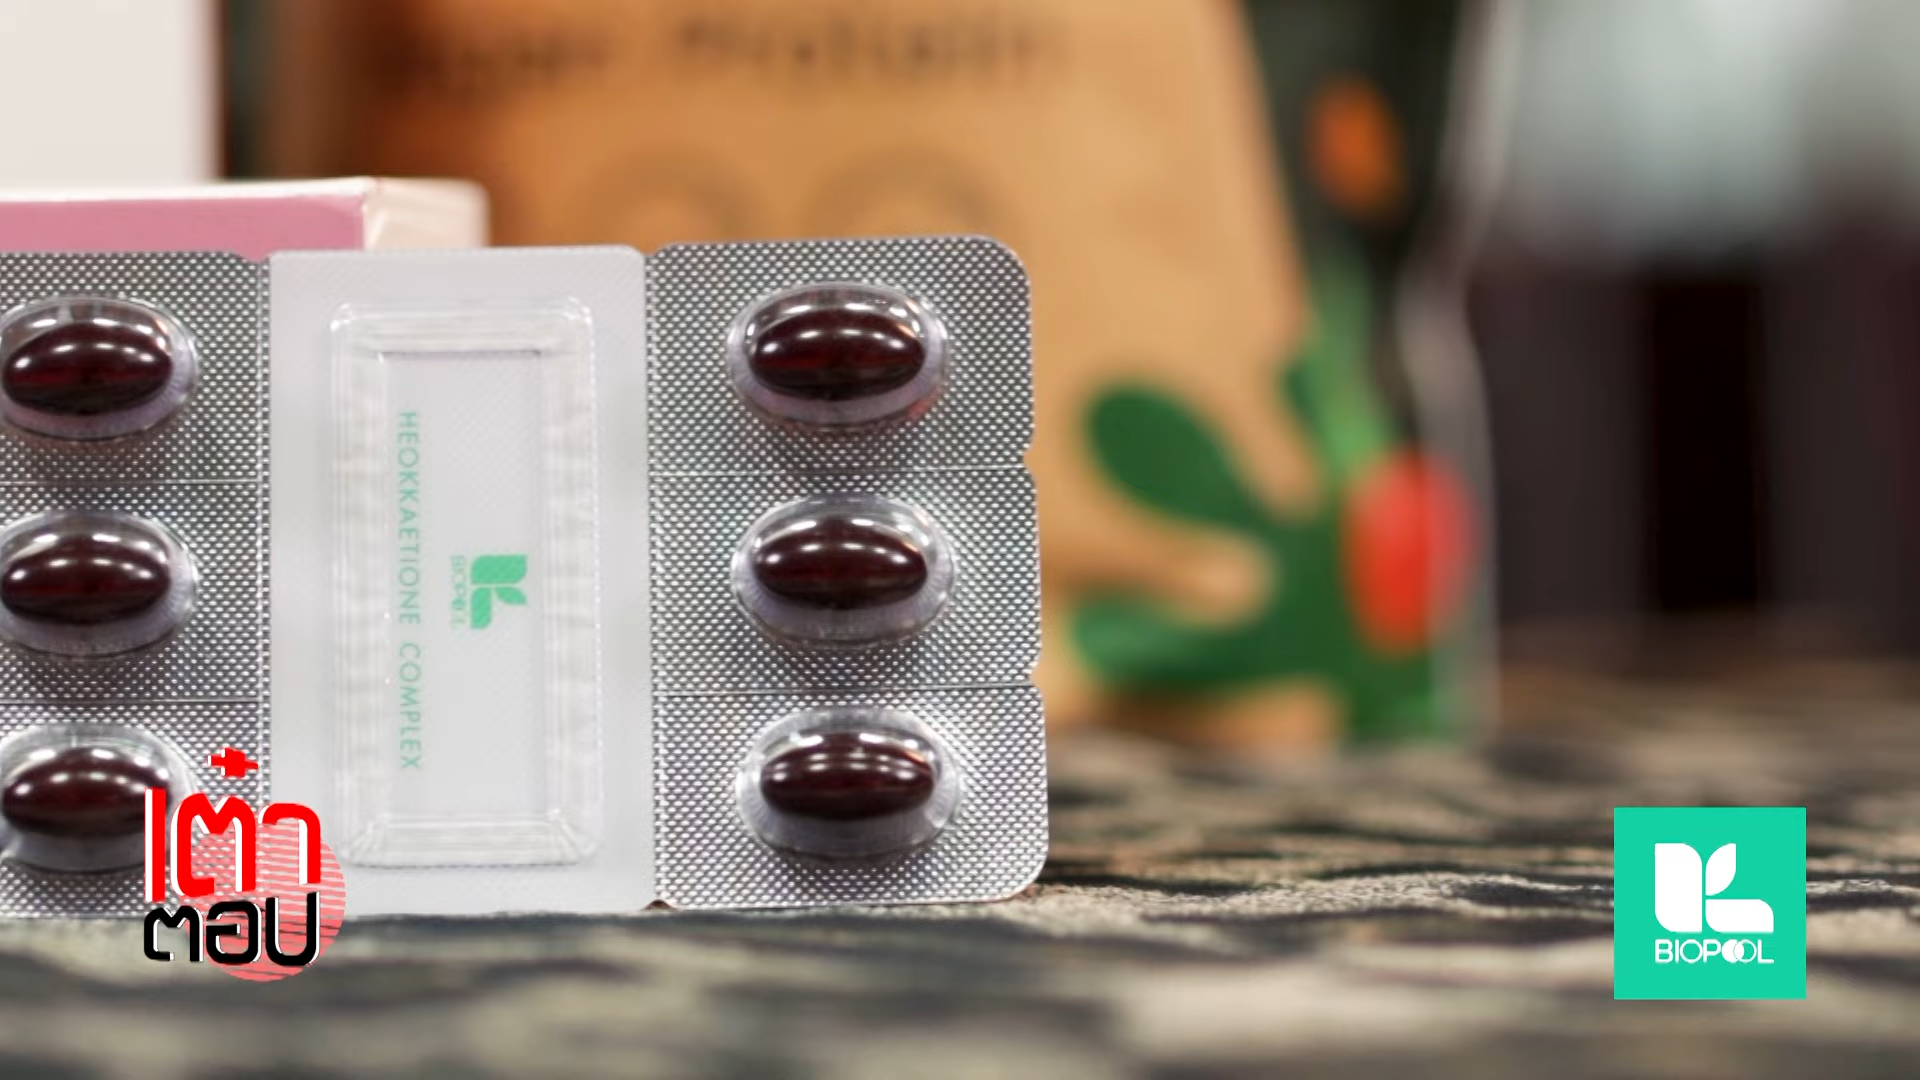 HEOKKAETIONE COMPLEX
BIOPOOL
เต๋า
ตอบ
BIOPOOL